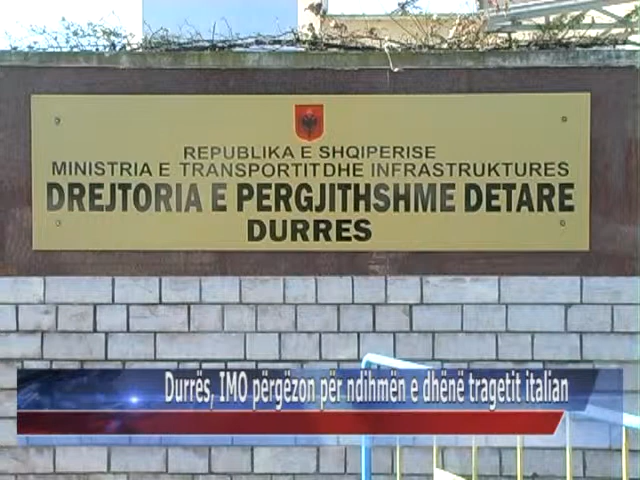 REPUBLIKA E SHQIPERISE
MINISTRIA E TRANSPORTIT DHE INFRASTRUKTURES
DREJTORIA E PERGJITHSHME DETARE
DURRES
Durrës, IMO përgëzon për ndihmën e dhënë tragetit italian